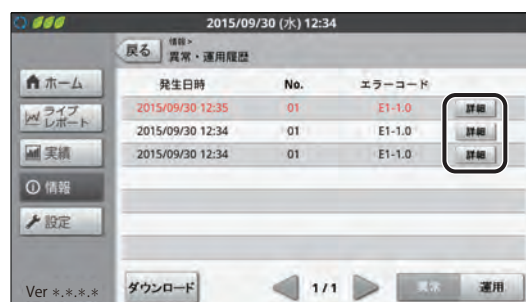 2015/09/30 (水) 12:34
戻る
情報>
異常・運用履歴
ホーム
ライブ
レポート
実績
情報
設定
Ver *.*.*.*
発生日時 No. エラーコード
2015/09/30 12:35 01 E1-1.0 詳細
2015/09/30 12:34 01 E1-1.0 詳細
2015/09/30 12:34 01 E1-1.0 詳細
ダウンロード 1/1 異常 運用